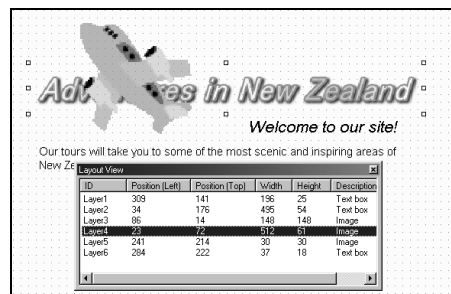 Adv res in New Zealand
Welcome to our site!
Our tours will take you to some of the most scenic and inspiring areas of
New Ze
Layout View
ID Position (Left) Position (Top) Width Height Description
Layer1 309 141 196 25 Text box
Layer2 34 176 495 54 Text box
Layer3 86 14 148 148 Image
Layer4 23 72 512 61 Image
Layer5 241 214 30 30 Image
Layer6 284 222 37 18 Text box